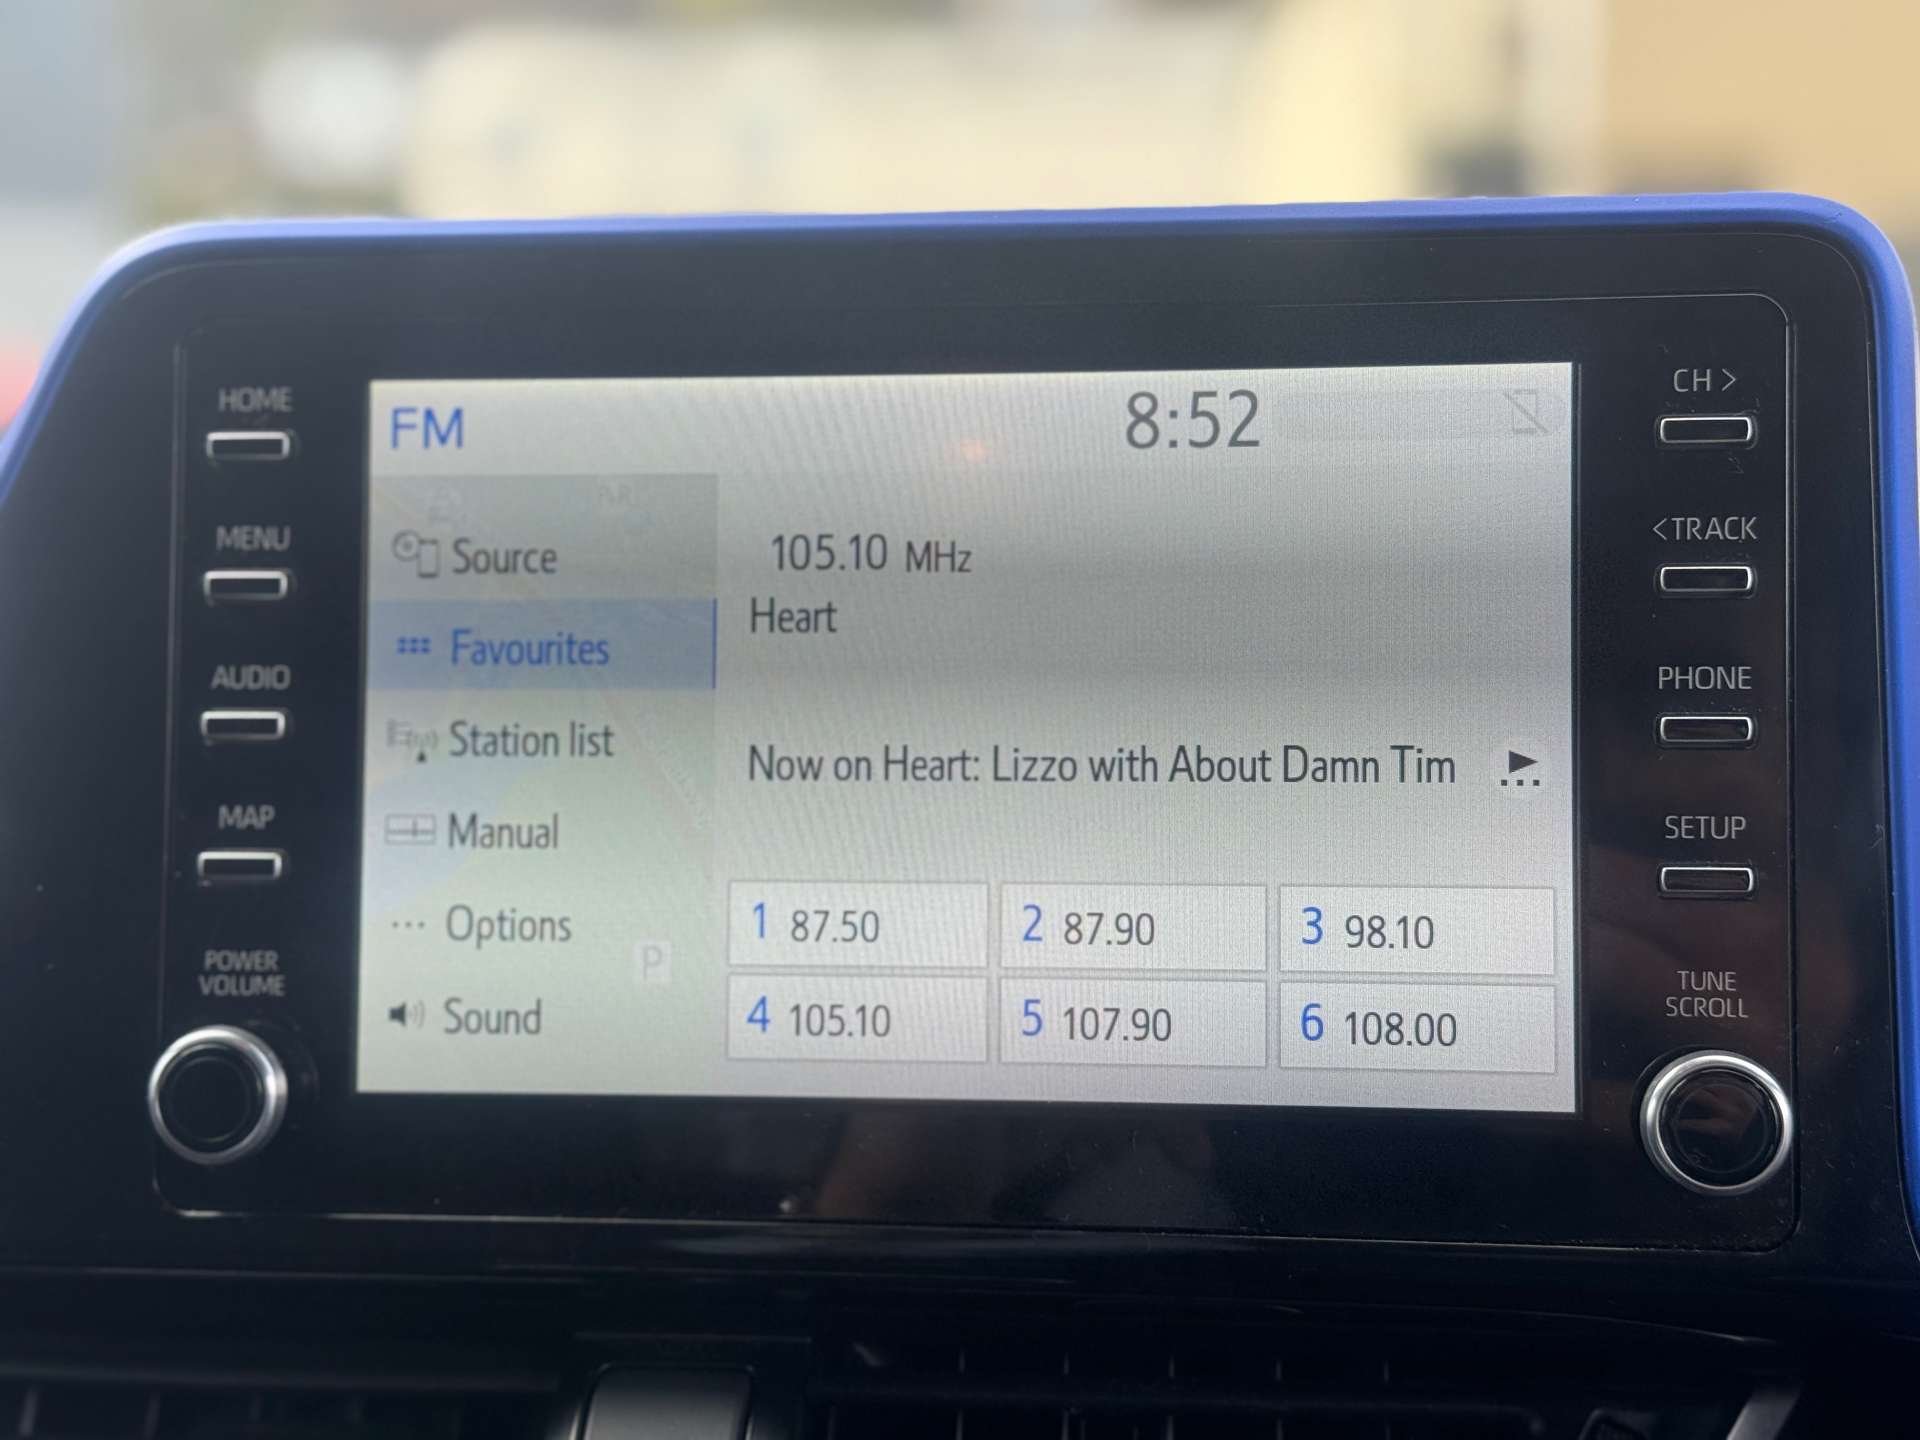 HOME
MENU
AUDIO
MAP
POWER
VOLUME
FM
8:52
Source
Favourites
Station list
Manual
Options
Sound
P
105.10 MHz
Heart
Now on Heart: Lizzo with About Damn Tim
1 87.50
2 87.90
3 98.10
4 105.10
5 107.90
6 108.00
CH >
<TRACK
PHONE
SETUP
TUNE
SCROLL